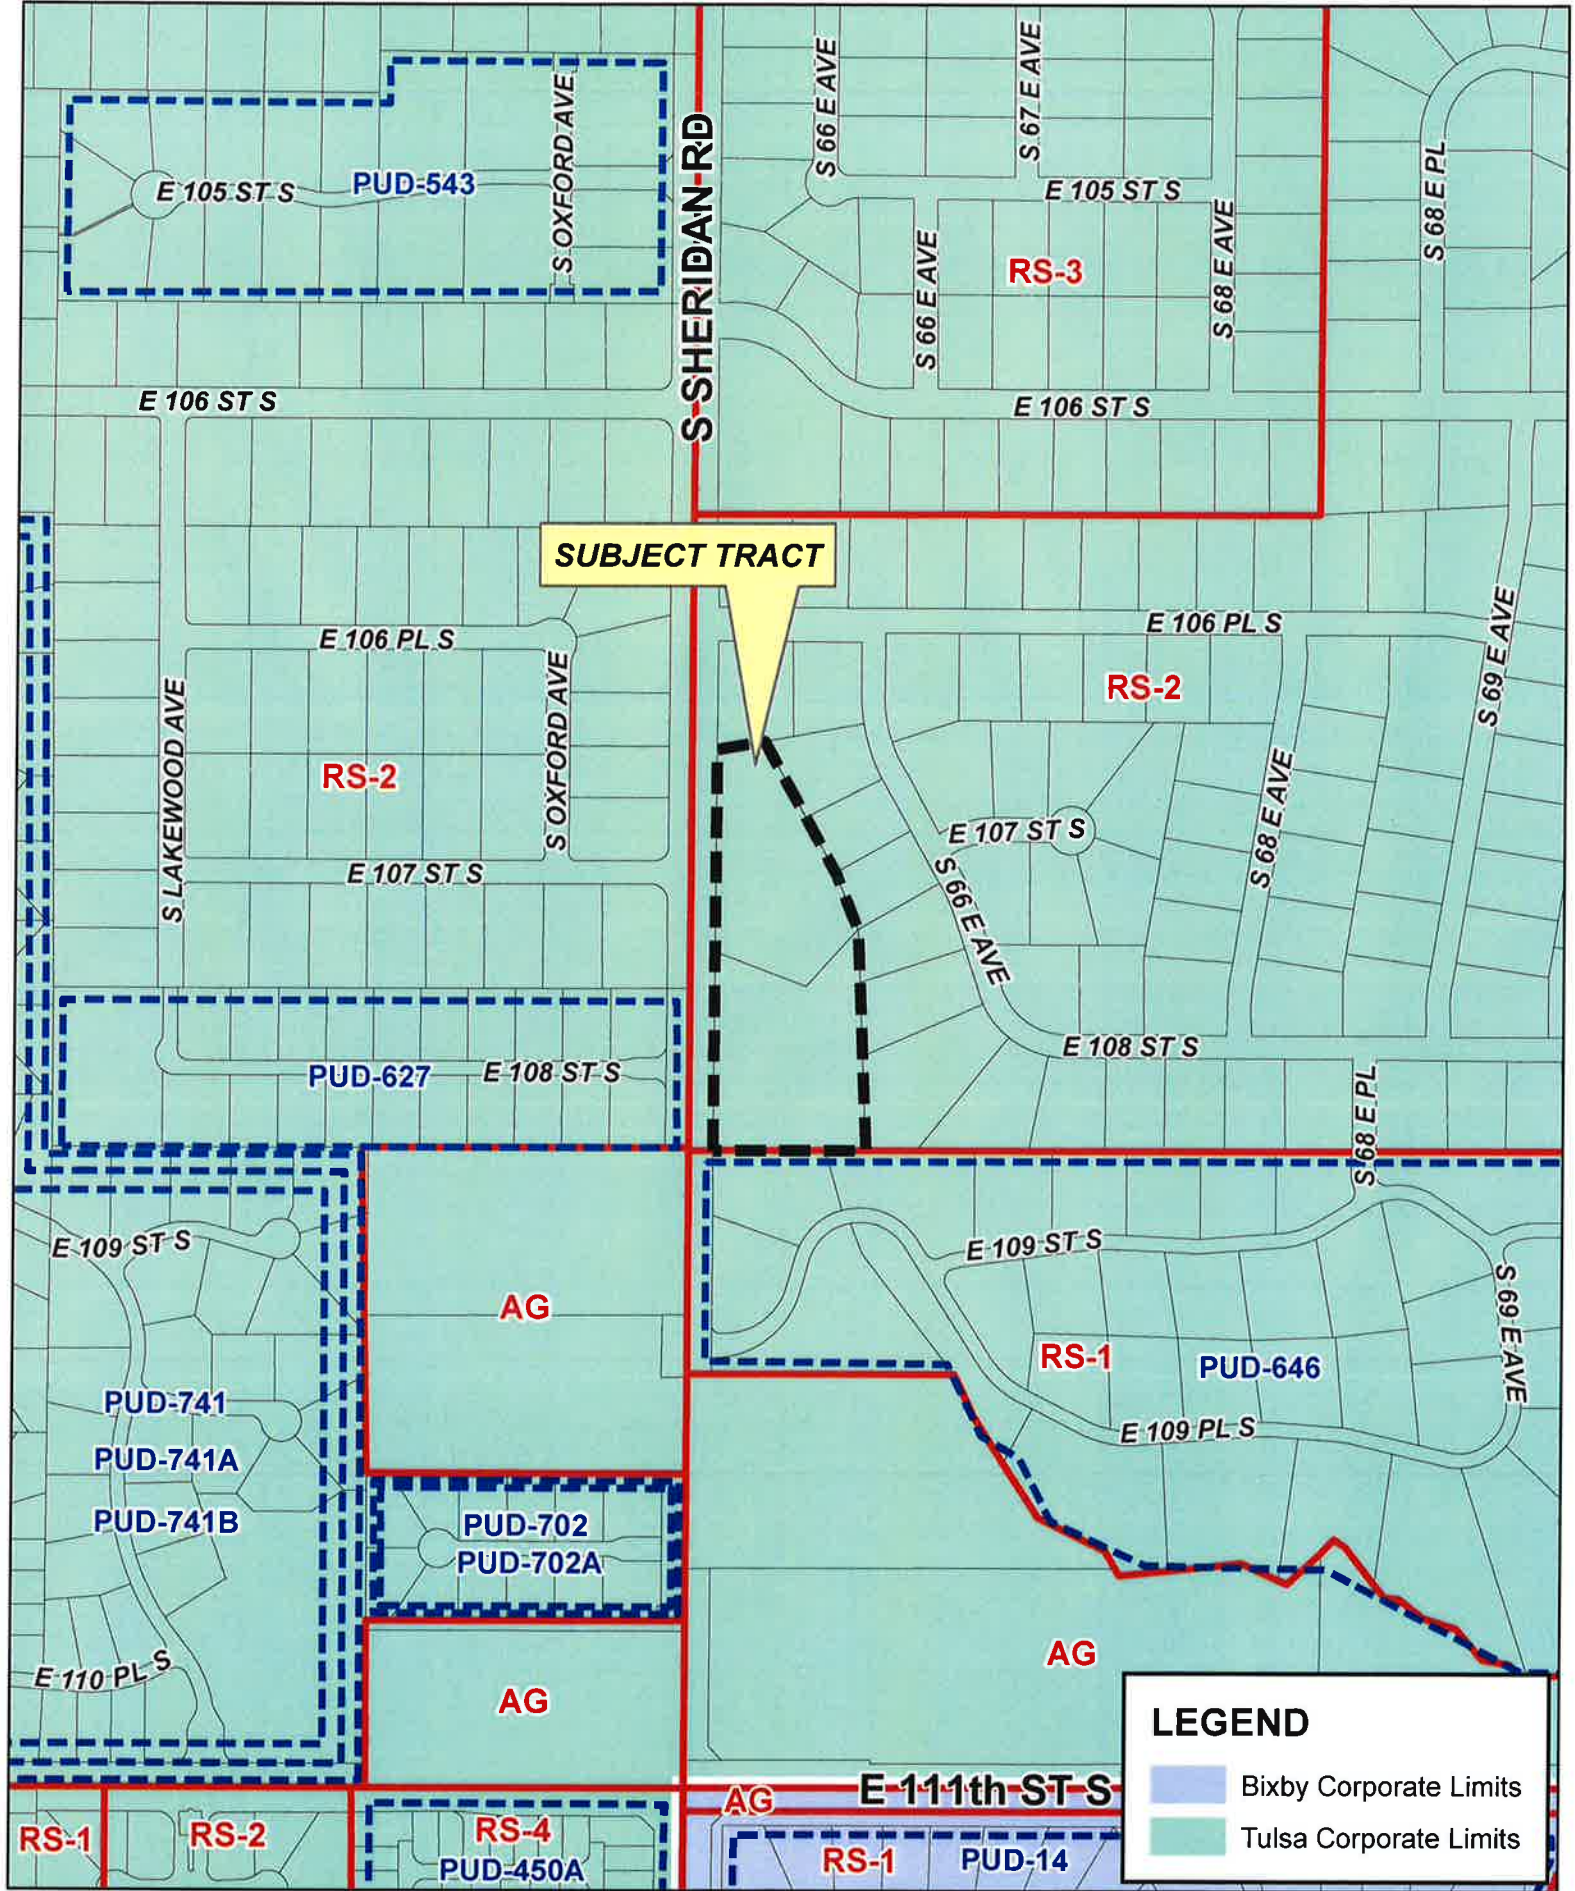 S 66 E AVE
S 67 E AVE
S OXFORD AVE
S SHERIDAN RD
S 68 E PL
E 105 ST S
PUD-543
E 105 ST S
S 66 E AVE
RS-3
S 68 E AVE
E 106 ST S
E 106 ST S
SUBJECT TRACT
E 106 PL S
E 106 PL S
S 69 E AVE
RS-2
S LAKEWOOD AVE
S OXFORD AVE
RS-2
E 107 ST S
S 68 E AVE
E 107 ST S
S 66 E AVE
E 108 ST S
PUD-627
E 108 ST S
S 68 E PL
E 109 ST S
E 109 ST S
AG
S 69 E AVE
RS-1
PUD-646
PUD-741
E 109 PL S
PUD-741A
PUD-741B
PUD-702
PUD-702A
E 110 PL S
AG
AG
LEGEND
Bixby Corporate Limits
Tulsa Corporate Limits
AG
E 111th ST S
RS-1
RS-2
RS-4
PUD-450A
RS-1
PUD-14